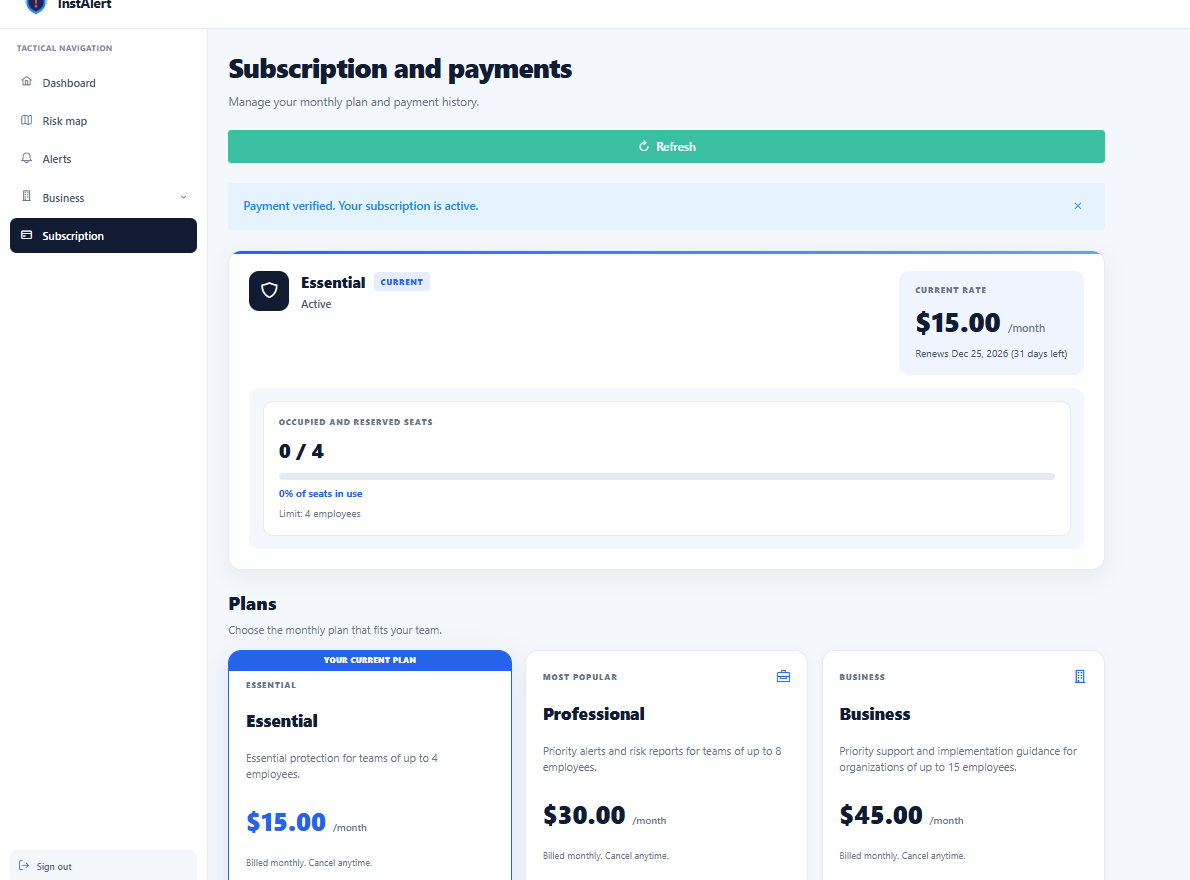 InstAlert
TACTICAL NAVIGATION
Dashboard
Risk map
Alerts
Business
Subscription
Sign out
Subscription and payments
Manage your monthly plan and payment history.
Refresh
Payment verified. Your subscription is active.
Essential CURRENT
Active
CURRENT RATE
$15.00 /month
Renews Dec 25, 2026 (31 days left)
OCCUPIED AND RESERVED SEATS
0 / 4
0% of seats in use
Limit: 4 employees
Plans
Choose the monthly plan that fits your team.
YOUR CURRENT PLAN
ESSENTIAL
Essential
Essential protection for teams of up to 4
employees.
$15.00 /month
Billed monthly. Cancel anytime.
MOST POPULAR
Professional
Priority alerts and risk reports for teams of up to 8
employees.
$30.00 /month
Billed monthly. Cancel anytime.
BUSINESS
Business
Priority support and implementation guidance for
organizations of up to 15 employees.
$45.00 /month
Billed monthly. Cancel anytime.